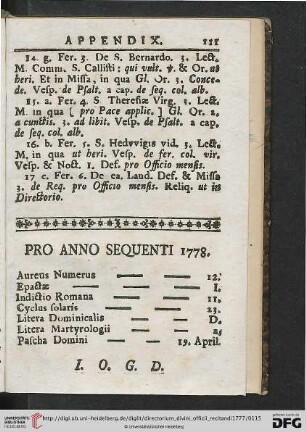 APPENDIX. 111
14. g. Fer. 3. De S. Bernardo. 3. Lect.
M. Comm. S. Callisti: qui vult. ℣. & Or. ut
heri. Et in Missa, in qua Gl. Or. 3. Conce-
de. Vesp. de Psalt. a cap. de seq. col. alb.
15. a. Fer. 4. S Theresiæ Virg. 3. Lect.
M. in qua [ pro Pace applic. ] Gl. Or. 2.
a cunctis. 3. ad libit. Vesp. de Psalt. a cap.
de seq. col. alb.
16. b. Fer. 5. S. Hedvvigis vid. 3. Lect.
M. in qua ut heri. Vesp. de fer. col. vir.
Vesp. & Noct. 1. Def. pro Officio mensis.
17 c. Fer. 6. De ea. Laud. Def. & Missa
3. de Req. pro Officio mensis. Reliq. ut in
Directorio.
PRO ANNO SEQUENTI 1778.
Aureus Numerus — — 12.
Epactæ — — — I.
Indictio Romana — — 11.
Cyclus solaris — — 23.
Litera Dominicalis — — D.
Litera Martyrologii — — a.
Pascha Domini — — 19. April.
I. O. G. D.
UNIVERSITÄTS-
BIBLIOTHEK
HEIDELBERG
http://digi.ub.uni-heidelberg.de/diglit/directorium_divini_officii_recitandi1777/0115
© Universitätsbibliothek Heidelberg